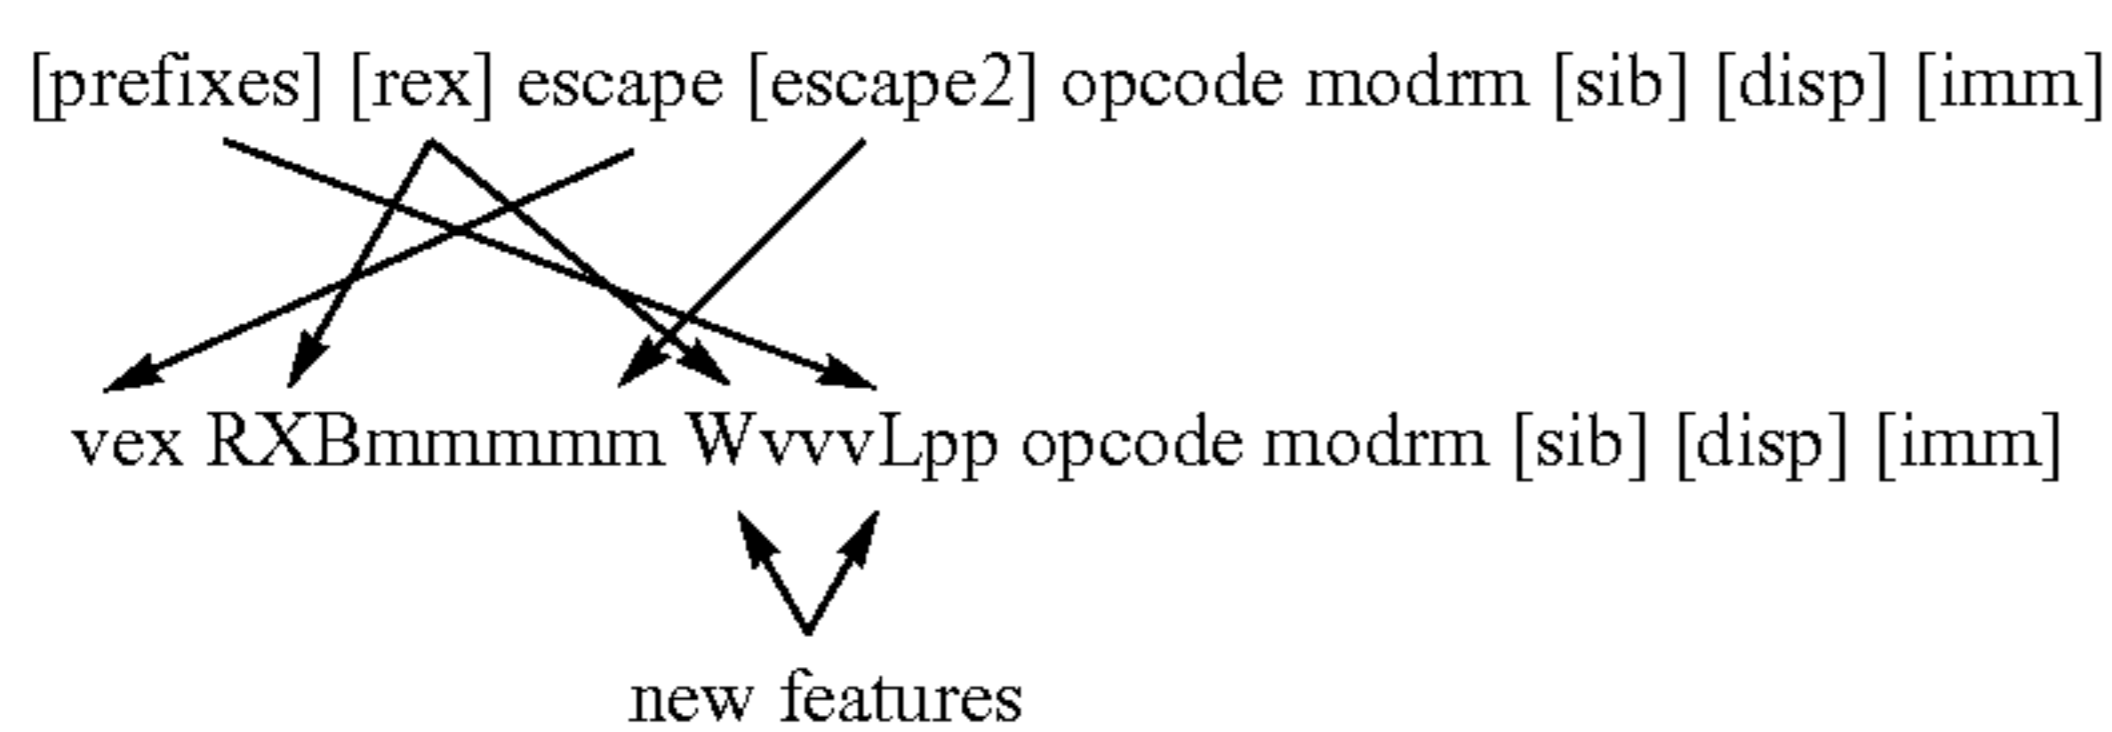 [prefixes] [rex] escape [escape2] opcode modrm [sib] [disp] [imm]
vex RXBmmmmm WvvvLpp opcode modrm [sib] [disp] [imm]
new features